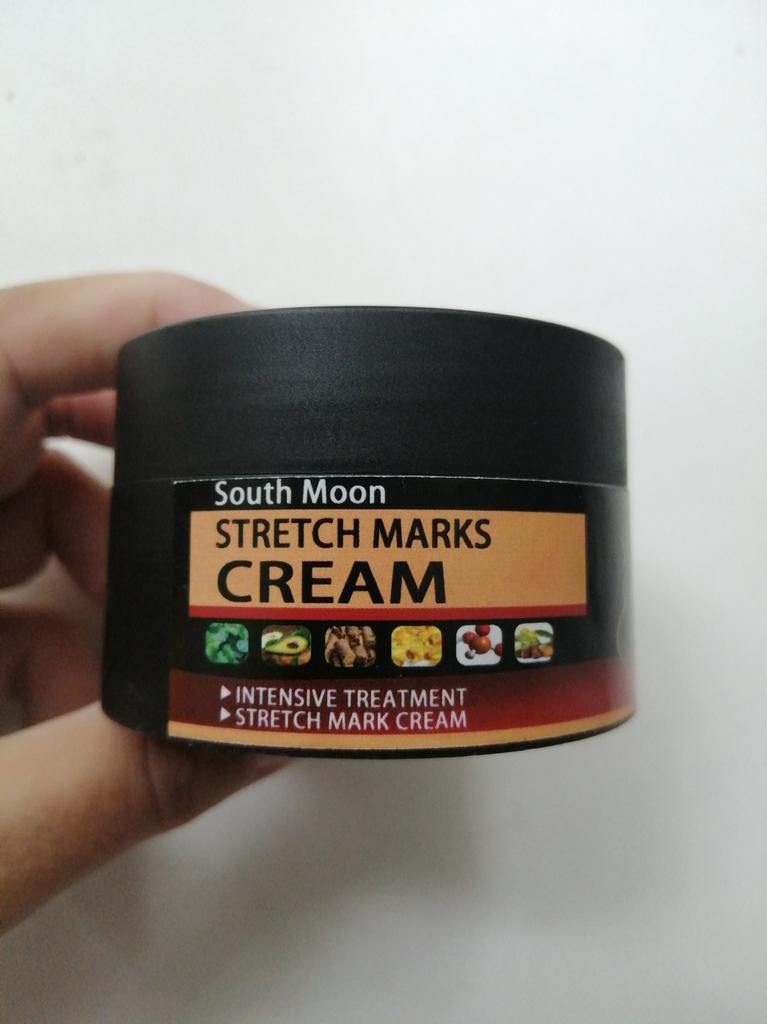 South Moon
STRETCH MARKS
CREAM
▶INTENSIVE TREATMENT
▶STRETCH MARK CREAM